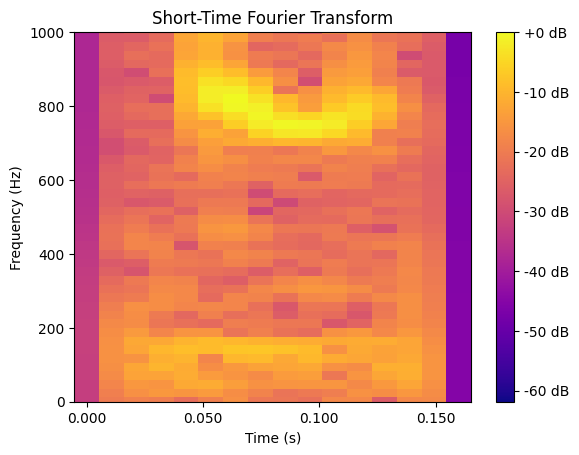 Short-Time Fourier Transform
1000
800
600
400
200
0
Frequency (Hz)
0.000
0.050
0.100
0.150
Time (s)
+0 dB
-10 dB
-20 dB
-30 dB
-40 dB
-50 dB
-60 dB